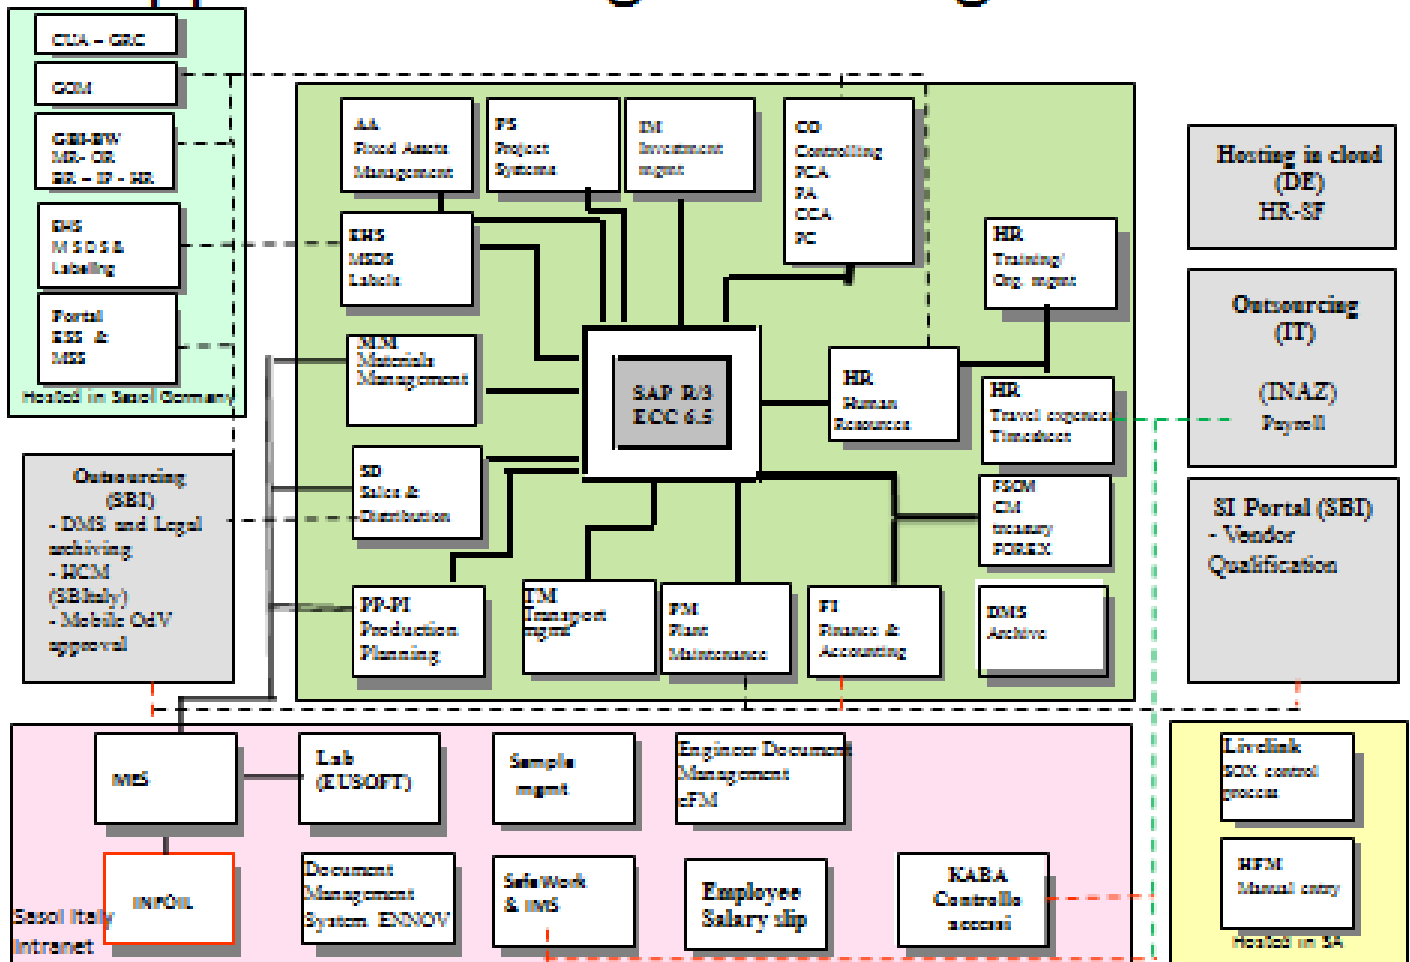 CUA – GRC
GOM
GBI-BW
MR- OR
BR – IP - HR
EHS
M S D S &
Labeling
Portal
ESS &
MSS
Hosted in Sasol Germany
Outsourcing
(SBI)
- DMS and Legal
archiving
- HCM
(SBItaly)
- Mobile OdV
approval
AA
Fixed Assets
Management
PS
Project
Systems
IM
Investment
mgmt
CO
Controlling
PCA
PA
CCA
PC
EHS
MSDS
Labels
HR
Training/
Org. mgmt
MM
Materials
Management
SAP R/3
ECC 6.5
HR
Human
Resources
HR
Travel expenses
Timesheet
SD
Sales &
Distribution
FSCM
CM
treasury
FOREX
PP-PI
Production
Planning
TM
Transport
mgmt
PM
Plant
Maintenance
FI
Finance &
Accounting
DMS
Archive
Hosting in cloud
(DE)
HR-SF
Outsourcing
(IT)
(INAZ)
Payroll
SI Portal (SBI)
- Vendor
Qualification
MES
Lab
(EUSOFT)
Sample
mgmt
Engineer Document
Management
cFM
INFOIL
Document
Management
System ENNOV
SafeWork
& IMS
Employee
Salary slip
KABA
Controllo
accessi
Sasol Italy
Intranet
Livelink
SOX control
process
HFM
Manual entry
Hosted in SA